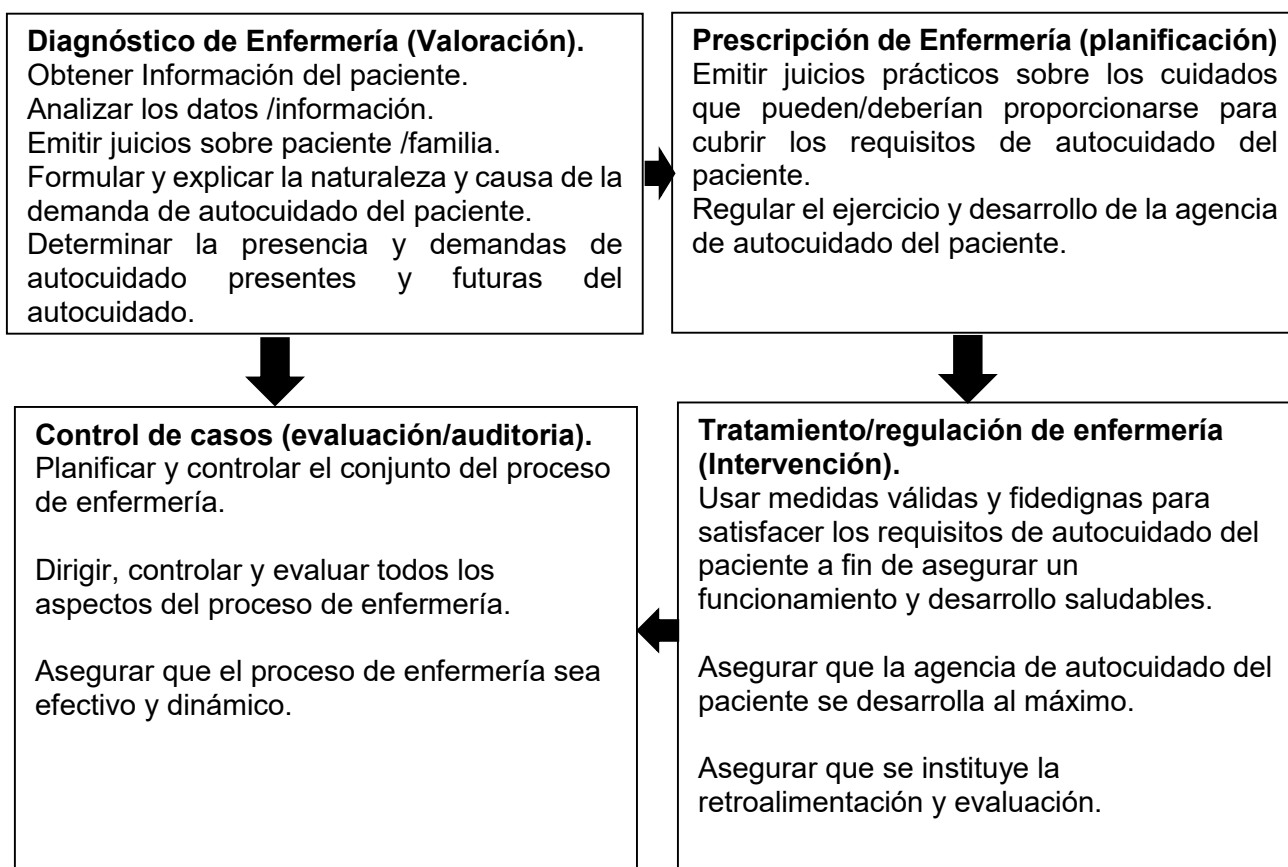 Diagnóstico de Enfermería (Valoración).
Obtener Información del paciente.
Analizar los datos /información.
Emitir juicios sobre paciente /familia.
Formular y explicar la naturaleza y causa de la
demanda de autocuidado del paciente.
Determinar la presencia y demandas de
autocuidado presentes y futuras del
autocuidado.
Prescripción de Enfermería (planificación)
Emitir juicios prácticos sobre los cuidados
que pueden/deberían proporcionarse para
cubrir los requisitos de autocuidado del
paciente.
Regular el ejercicio y desarrollo de la agencia
de autocuidado del paciente.
Control de casos (evaluación/auditoria).
Planificar y controlar el conjunto del proceso
de enfermería.
Dirigir, controlar y evaluar todos los
aspectos del proceso de enfermería.
Asegurar que el proceso de enfermería sea
efectivo y dinámico.
Tratamiento/regulación de enfermería
(Intervención).
Usar medidas válidas y fidedignas para
satisfacer los requisitos de autocuidado del
paciente a fin de asegurar un
funcionamiento y desarrollo saludables.
Asegurar que la agencia de autocuidado del
paciente se desarrolla al máximo.
Asegurar que se instituye la
retroalimentación y evaluación.